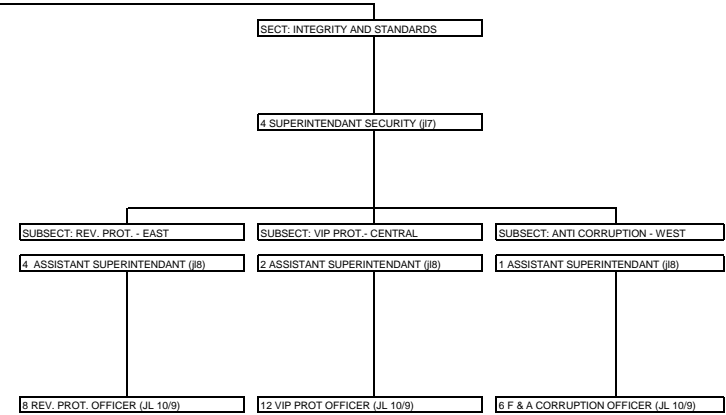 SECT: INTEGRITY AND STANDARDS
4 SUPERINTENDANT SECURITY (jl7)
SUBSECT: REV. PROT. - EAST
SUBSECT: VIP PROT.- CENTRAL
SUBSECT: ANTI CORRUPTION - WEST
4 ASSISTANT SUPERINTENDANT (jl8)
2 ASSISTANT SUPERINTENDANT (jl8)
1 ASSISTANT SUPERINTENDANT (jl8)
8 REV. PROT. OFFICER (JL 10/9)
12 VIP PROT OFFICER (JL 10/9)
6 F & A CORRUPTION OFFICER (JL 10/9)